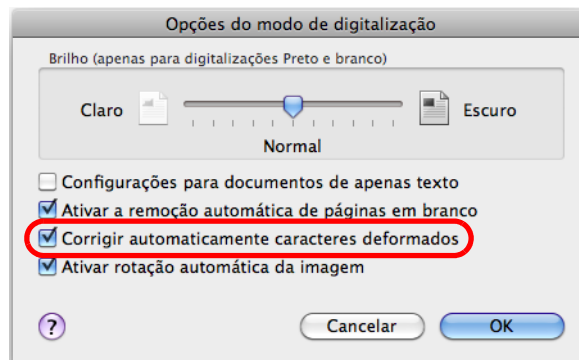 Opções do modo de digitalização
Brilho (apenas para digitalizações Preto e branco)
Claro Escuro
Normal
Configurações para documentos de apenas texto
Ativar a remoção automática de páginas em branco
Corrigir automaticamente caracteres deformados
Ativar rotação automática da imagem
? Cancelar OK